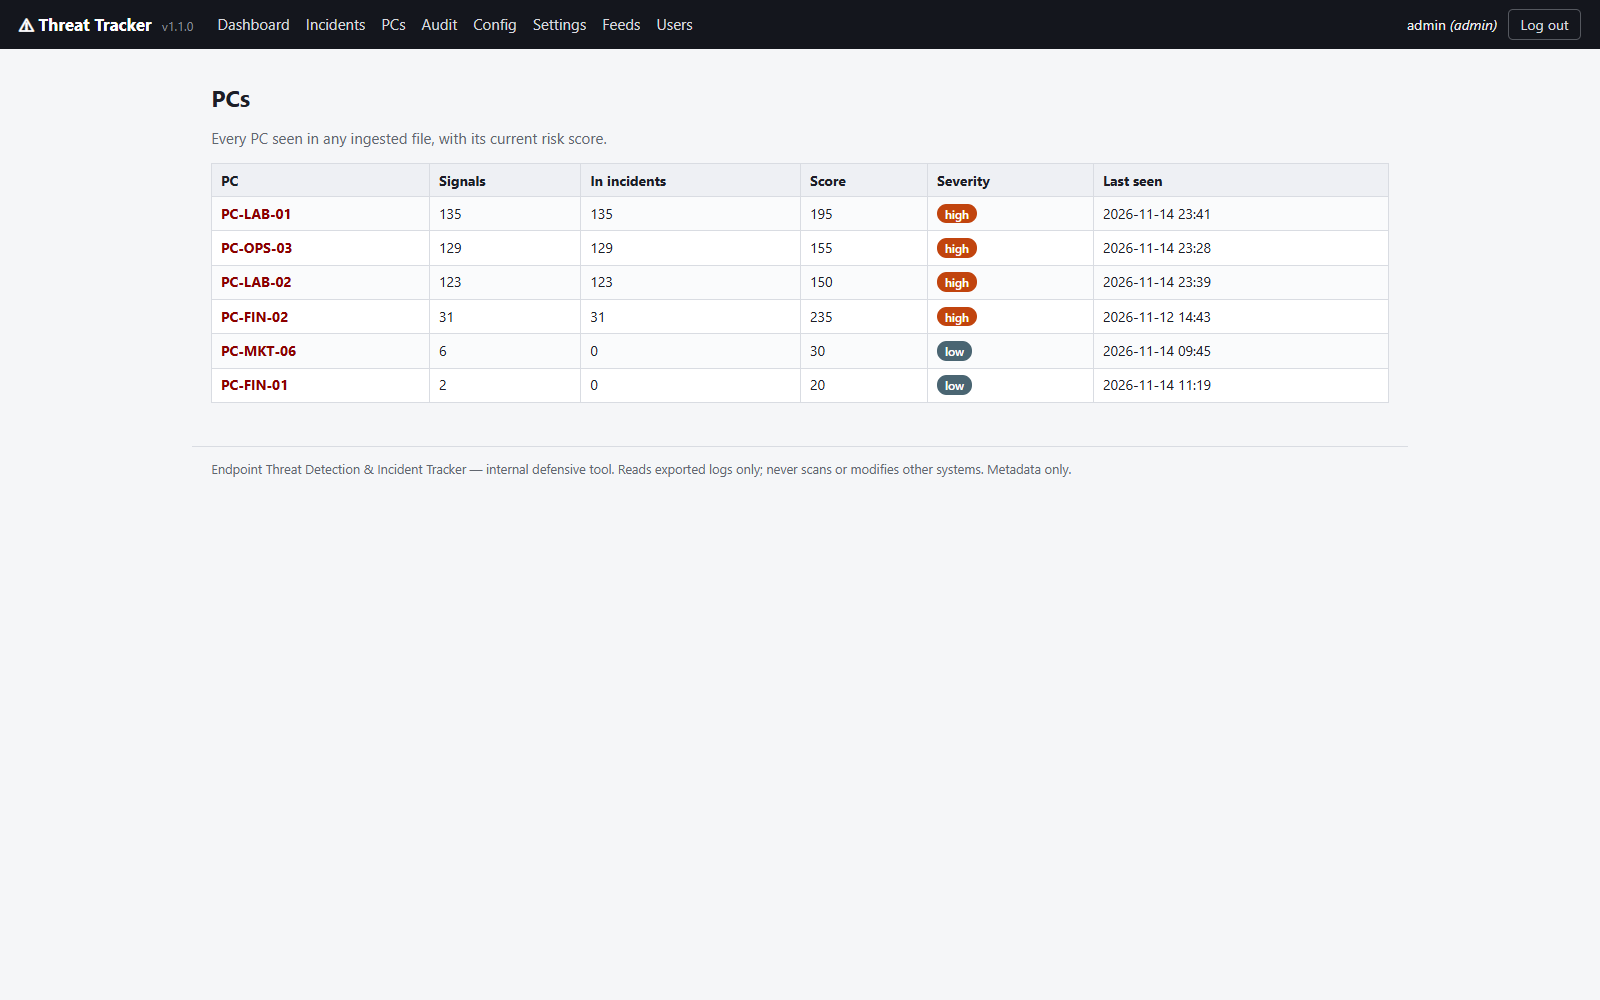 ⚠ Threat Tracker v1.1.0 Dashboard Incidents PCs Audit Config Settings Feeds Users admin (admin) Log out
PCs
Every PC seen in any ingested file, with its current risk score.
PC Signals In incidents Score Severity Last seen
PC-LAB-01 135 135 195 high 2026-11-14 23:41
PC-OPS-03 129 129 155 high 2026-11-14 23:28
PC-LAB-02 123 123 150 high 2026-11-14 23:39
PC-FIN-02 31 31 235 high 2026-11-12 14:43
PC-MKT-06 6 0 30 low 2026-11-14 09:45
PC-FIN-01 2 0 20 low 2026-11-14 11:19
Endpoint Threat Detection & Incident Tracker — internal defensive tool. Reads exported logs only; never scans or modifies other systems. Metadata only.